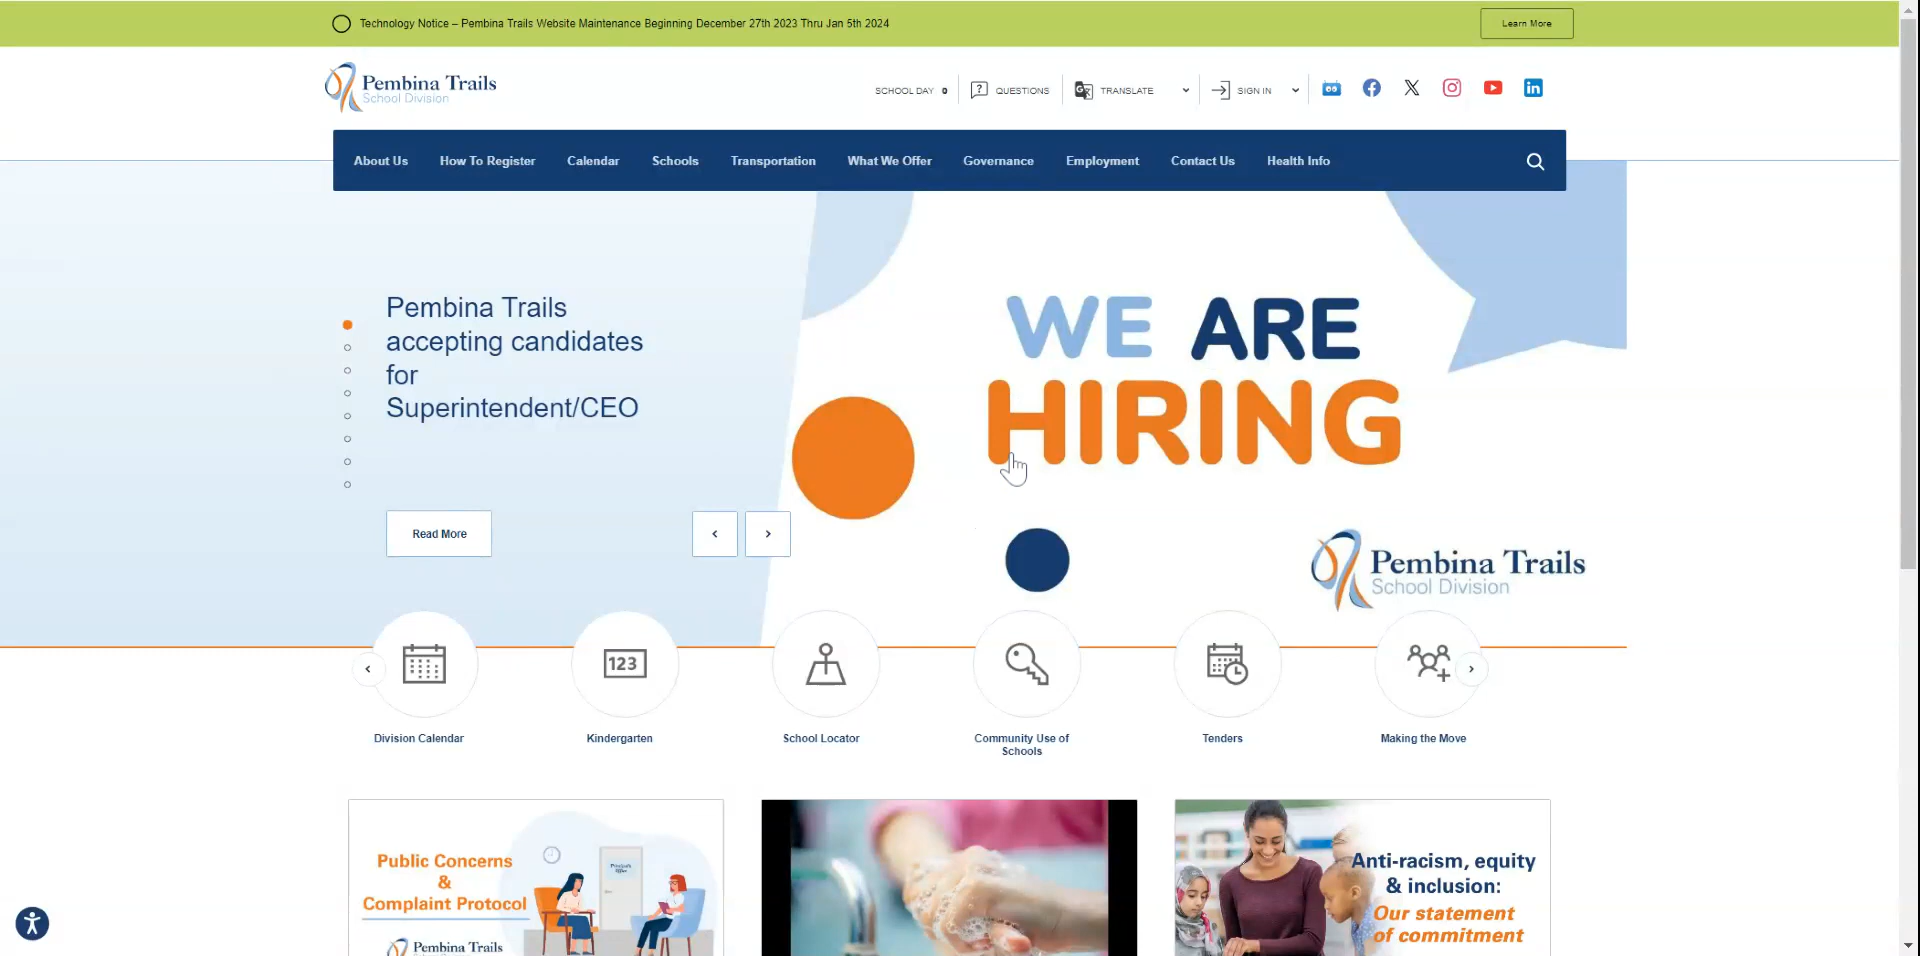 Technology Notice – Pembina Trails Website Maintenance Beginning December 27th 2023 Thru Jan 5th 2024
Learn More
Pembina Trails
School Division
SCHOOL DAY 0
QUESTIONS
TRANSLATE
SIGN IN
About Us
How To Register
Calendar
Schools
Transportation
What We Offer
Governance
Employment
Contact Us
Health Info
Pembina Trails
accepting candidates
for
Superintendent/CEO
Read More
WE ARE
HIRING
Pembina Trails
School Division
123
Division Calendar
Kindergarten
School Locator
Community Use of
Schools
Tenders
Making the Move
Public Concerns
&
Complaint Protocol
Pembina Trails
Anti-racism, equity
& inclusion:
Our statement
of commitment